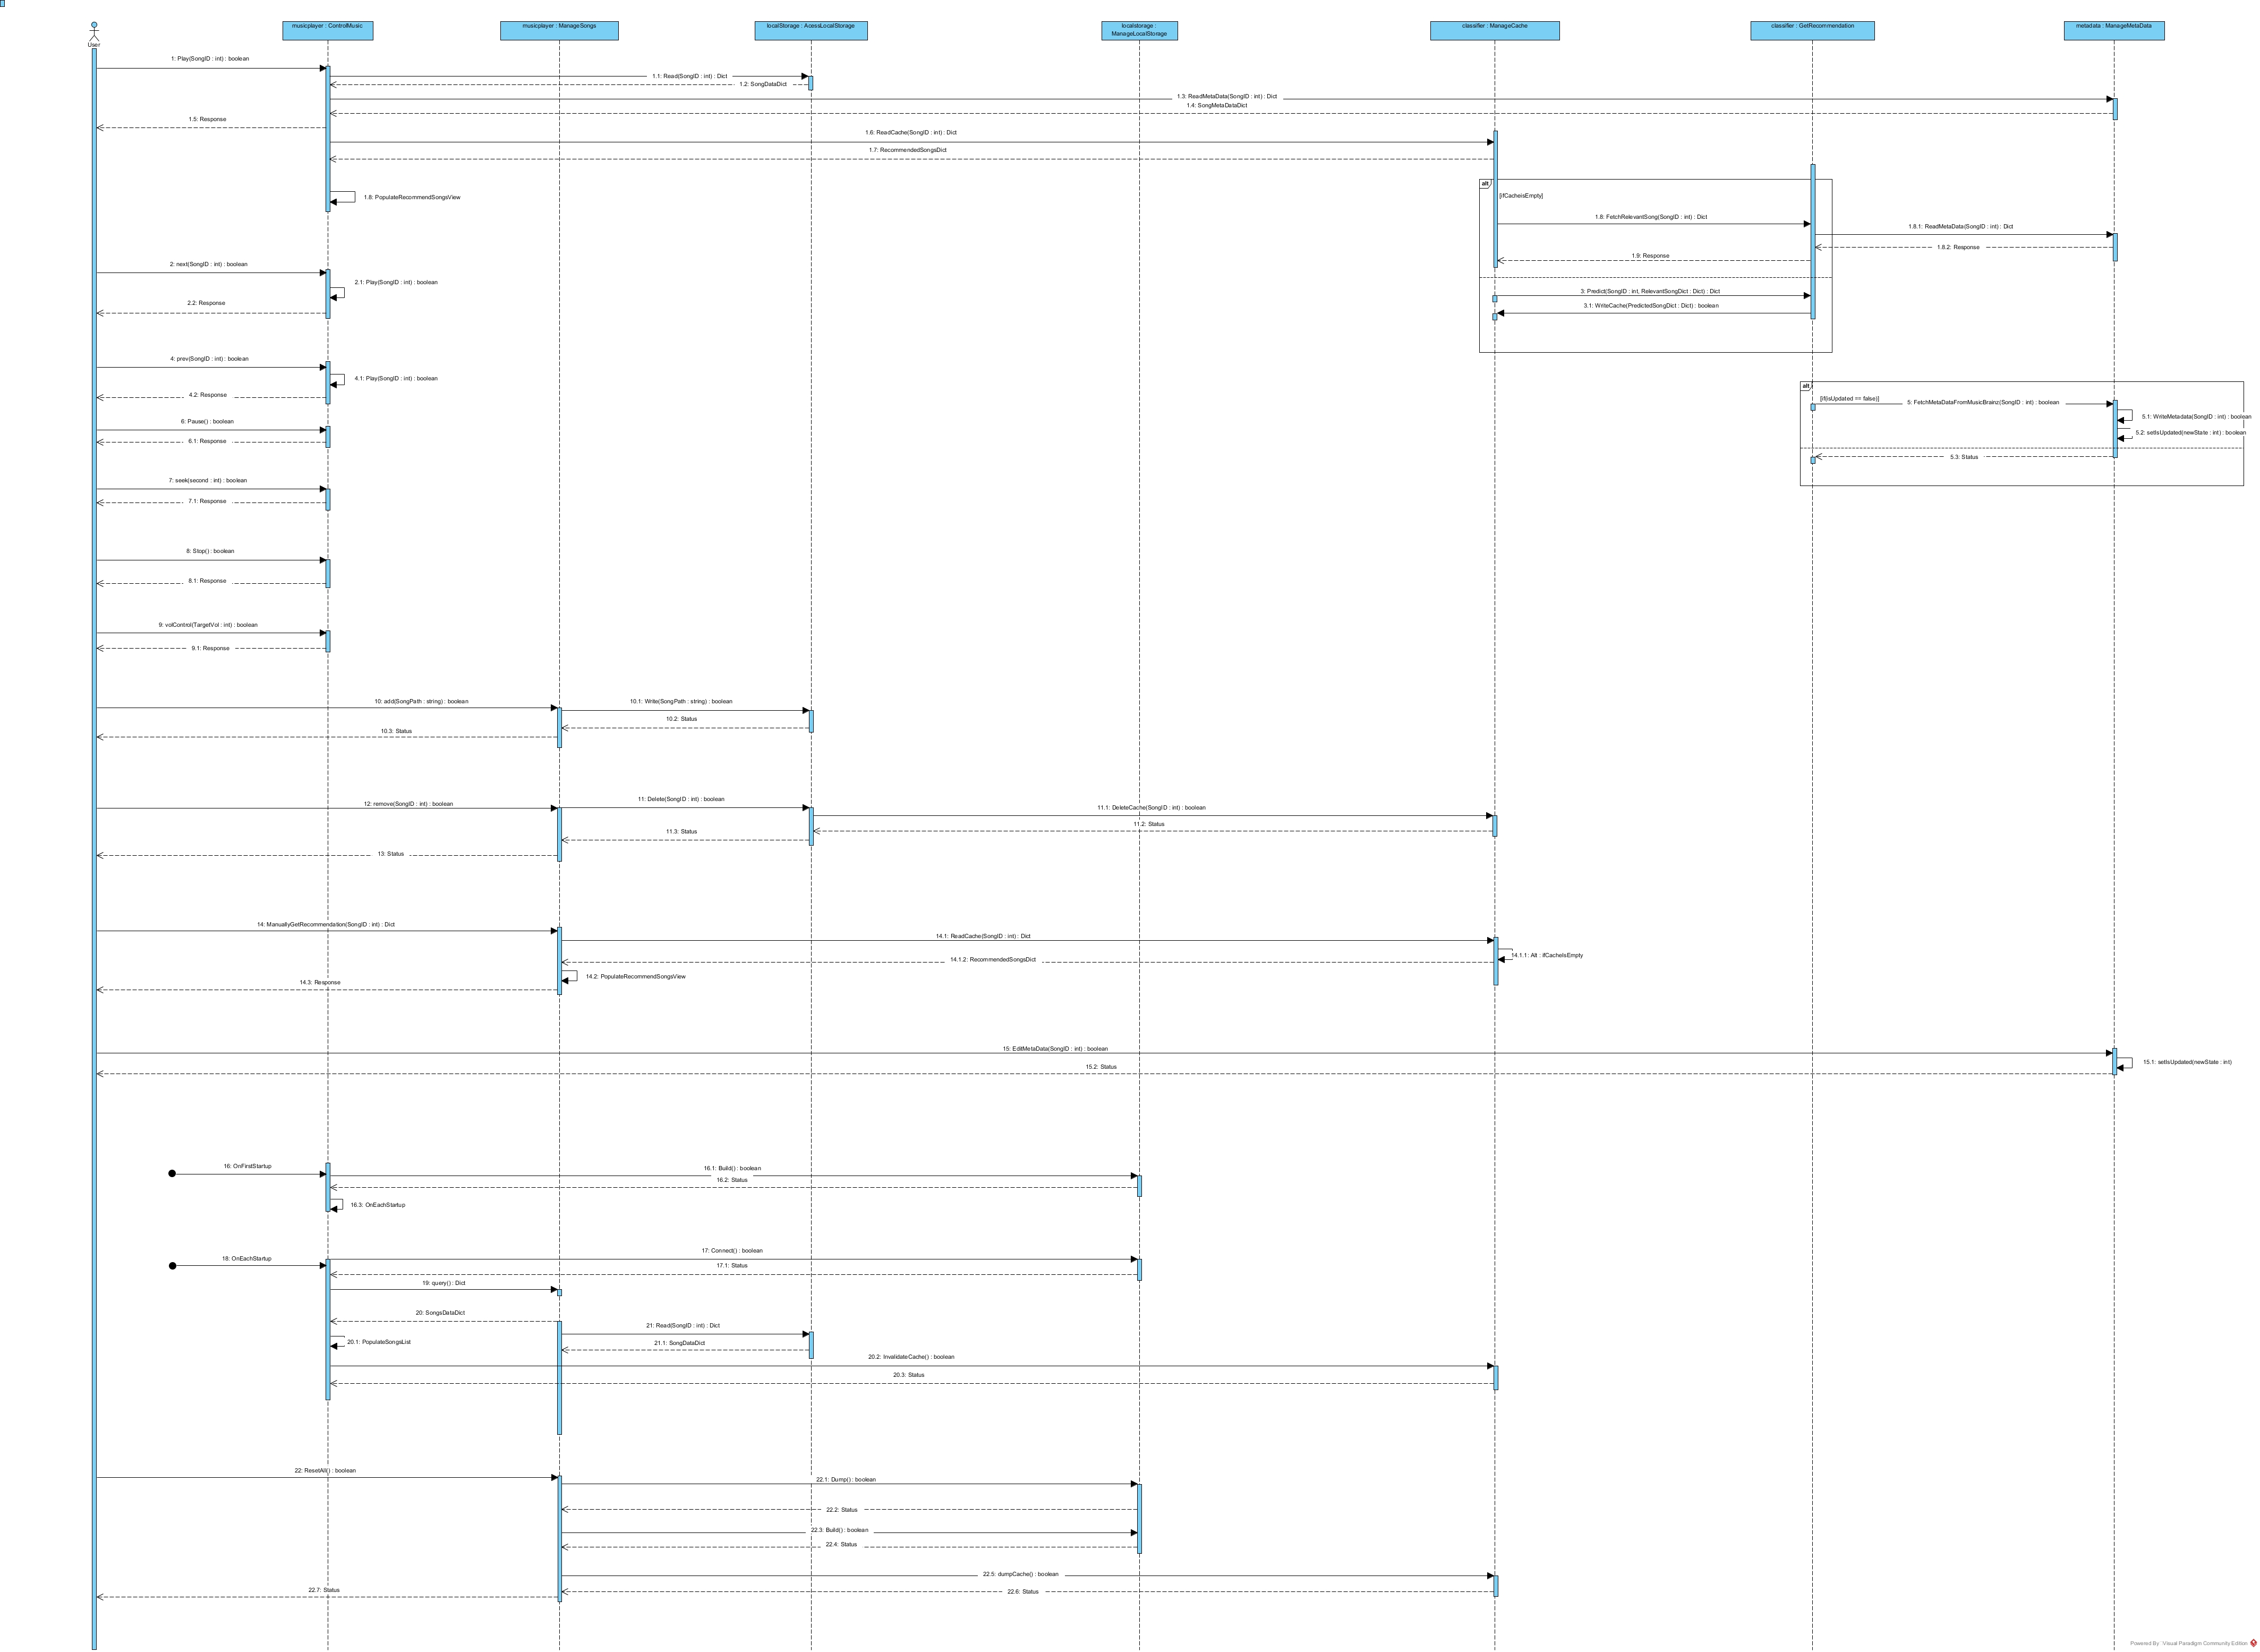 User
musicplayer : ControlMusic
musicplayer : ManageSongs
localStorage : AcessLocalStorage
localstorage :
ManageLocalStorage
classifier : ManageCache
classifier : GetRecommendation
metadata : ManageMetaData
1: Play(SongID : int) : boolean
1.1: Read(SongID : int) : Dict
1.2: SongDataDict
1.3: ReadMetaData(SongID : int) : Dict
1.4: SongMetaDataDict
1.5: Response
1.6: ReadCache(SongID : int) : Dict
1.7: RecommendedSongsDict
1.8: PopulateRecommendSongsView
alt
[ifCacheIsEmpty]
1.8: FetchRelevantSong(SongID : int) : Dict
1.8.1: ReadMetaData(SongID : int) : Dict
1.8.2: Response
1.9: Response
2: next(SongID : int) : boolean
2.1: Play(SongID : int) : boolean
2.2: Response
3: Predict(SongID : int, RelevantSongDict : Dict) : Dict
3.1: WriteCache(PredictedSongDict : Dict) : boolean
4: prev(SongID : int) : boolean
4.1: Play(SongID : int) : boolean
4.2: Response
alt
[if(isUpdated == false)]
5: FetchMetaDataFromMusicBrainz(SongID : int) : boolean
5.1: WriteMetadata(SongID : int) : boolean
5.2: setIsUpdated(newState : int) : boolean
5.3: Status
6: Pause() : boolean
6.1: Response
7: seek(second : int) : boolean
7.1: Response
8: Stop() : boolean
8.1: Response
9: volControl(TargetVol : int) : boolean
9.1: Response
10: add(SongPath : string) : boolean
10.1: Write(SongPath : string) : boolean
10.2: Status
10.3: Status
12: remove(SongID : int) : boolean
11: Delete(SongID : int) : boolean
11.1: DeleteCache(SongID : int) : boolean
11.2: Status
11.3: Status
13: Status
14: ManuallyGetRecommendation(SongID : int) : Dict
14.1: ReadCache(SongID : int) : Dict
14.1.1: Alt : ifCacheIsEmpty
14.1.2: RecommendedSongsDict
14.2: PopulateRecommendSongsView
14.3: Response
15: EditMetaData(SongID : int) : boolean
15.1: setIsUpdated(newState : int)
15.2: Status
16: OnFirstStartup
16.1: Build() : boolean
16.2: Status
16.3: OnEachStartup
18: OnEachStartup
17: Connect() : boolean
17.1: Status
19: query() : Dict
20: SongsDataDict
21: Read(SongID : int) : Dict
20.1: PopulateSongsList
21.1: SongDataDict
20.2: InvalidateCache() : boolean
20.3: Status
22: ResetAll() : boolean
22.1: Dump() : boolean
22.2: Status
22.3: Build() : boolean
22.4: Status
22.5: dumpCache() : boolean
22.6: Status
22.7: Status
Powered By Visual Paradigm Community Edition